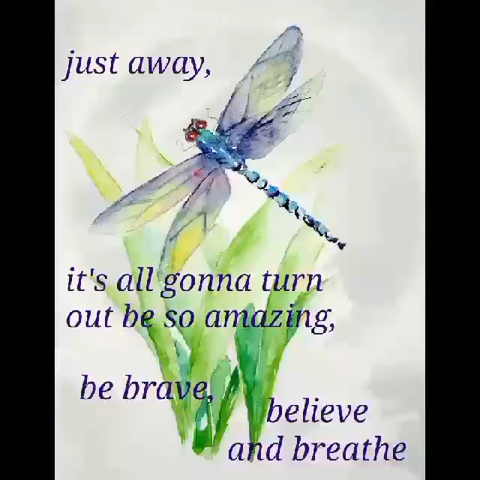 just away,
it's all gonna turn
out be so amazing,
be brave,
believe
and breathe